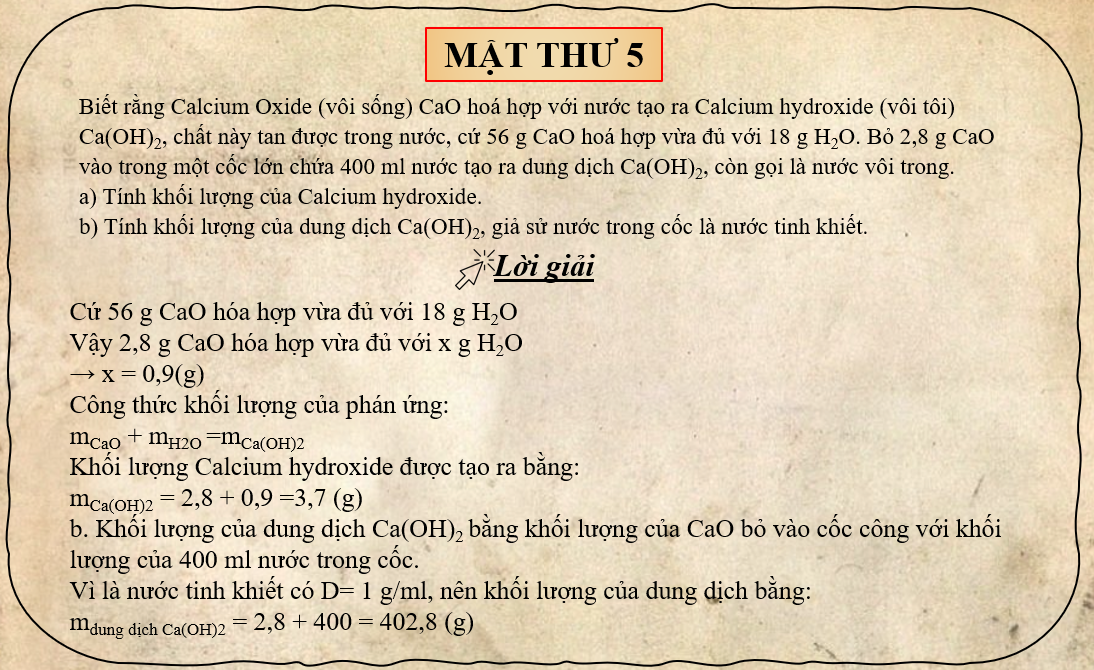 MẬT THƯ 5
Biết rằng Calcium Oxide (vôi sống) CaO hoá hợp với nước tạo ra Calcium hydroxide (vôi tôi)
Ca(OH)₂, chất này tan được trong nước, cứ 56 g CaO hoá hợp vừa đủ với 18 g H₂O. Bỏ 2,8 g CaO
vào trong một cốc lớn chứa 400 ml nước tạo ra dung dịch Ca(OH)₂, còn gọi là nước vôi trong.
a) Tính khối lượng của Calcium hydroxide.
b) Tính khối lượng của dung dịch Ca(OH)₂, giả sử nước trong cốc là nước tinh khiết.
Lời giải
Cứ 56 g CaO hóa hợp vừa đủ với 18 g H₂O
Vậy 2,8 g CaO hóa hợp vừa đủ với x g H₂O
→ x = 0,9(g)
Công thức khối lượng của phán ứng:
m_CaO + m_H2O =m_Ca(OH)2
Khối lượng Calcium hydroxide được tạo ra bằng:
m_Ca(OH)2 = 2,8 + 0,9 =3,7 (g)
b. Khối lượng của dung dịch Ca(OH)₂ bằng khối lượng của CaO bỏ vào cốc công với khối
lượng của 400 ml nước trong cốc.
Vì là nước tinh khiết có D= 1 g/ml, nên khối lượng của dung dịch bằng:
m_dung dịch Ca(OH)2 = 2,8 + 400 = 402,8 (g)